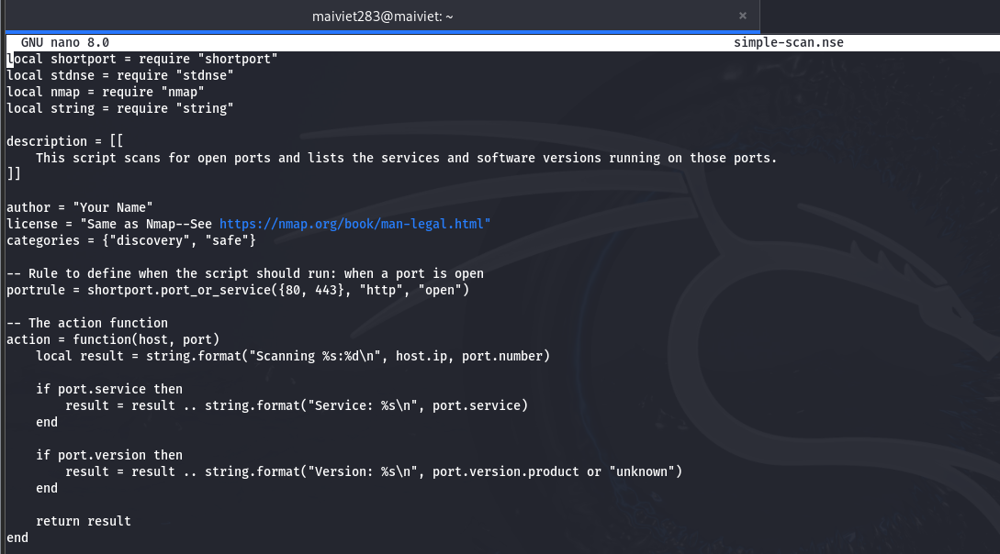 maiviet283@maiviet: ~ ×
GNU nano 8.0 simple-scan.nse
local shortport = require "shortport"
local stdnse = require "stdnse"
local nmap = require "nmap"
local string = require "string"

description = [[
    This script scans for open ports and lists the services and software versions running on those ports.
]]

author = "Your Name"
license = "Same as Nmap--See https://nmap.org/book/man-legal.html"
categories = {"discovery", "safe"}

-- Rule to define when the script should run: when a port is open
portrule = shortport.port_or_service({80, 443}, "http", "open")

-- The action function
action = function(host, port)
    local result = string.format("Scanning %s:%d\n", host.ip, port.number)

    if port.service then
        result = result .. string.format("Service: %s\n", port.service)
    end

    if port.version then
        result = result .. string.format("Version: %s\n", port.version.product or "unknown")
    end

    return result
end